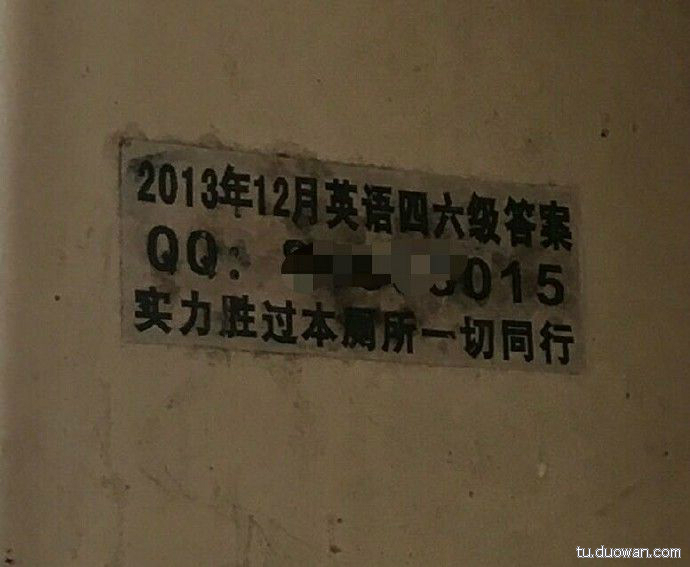 2013年12月英语四六级答案
QQ: 015
实力胜过本厕所一切同行
tu.duowan.com